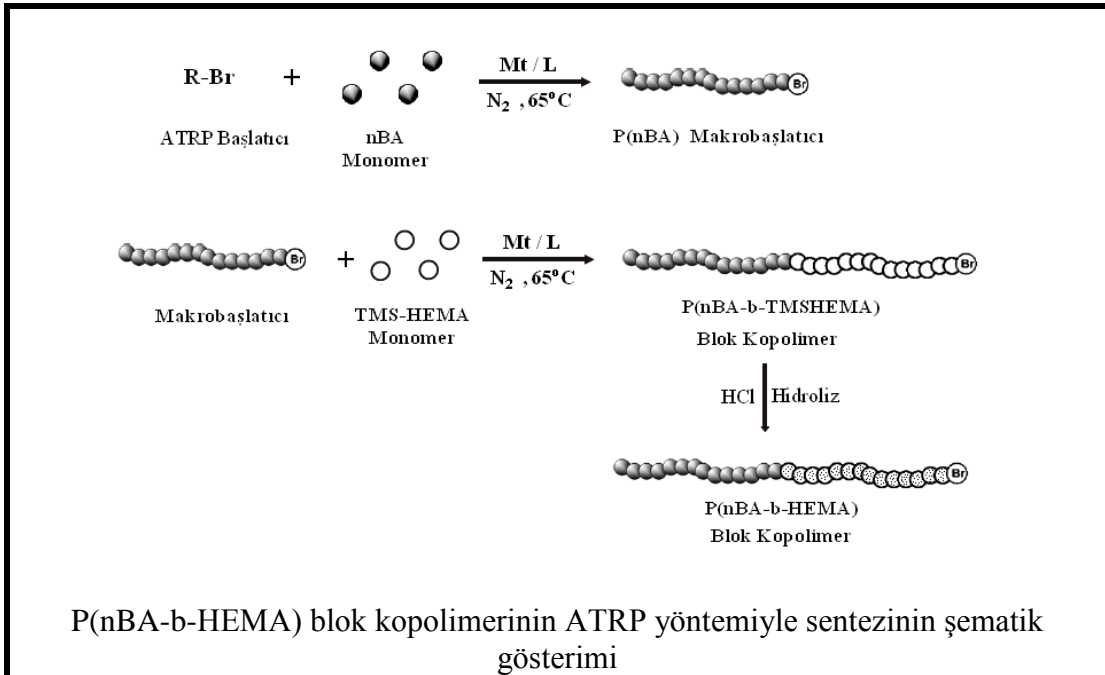 R-Br + Mt / L
N2 , 65°C Br
ATRP Başlatıcı nBA
Monomer P(nBA) Makrobaşlatıcı
Br + Mt / L
N2 , 65°C Br
Makrobaşlatıcı TMS-HEMA
Monomer P(nBA-b-TMSHEMA)
Blok Kopolimer
HCl Hidroliz
Br
P(nBA-b-HEMA)
Blok Kopolimer
P(nBA-b-HEMA) blok kopolimerinin ATRP yöntemiyle sentezinin şematik
gösterimi